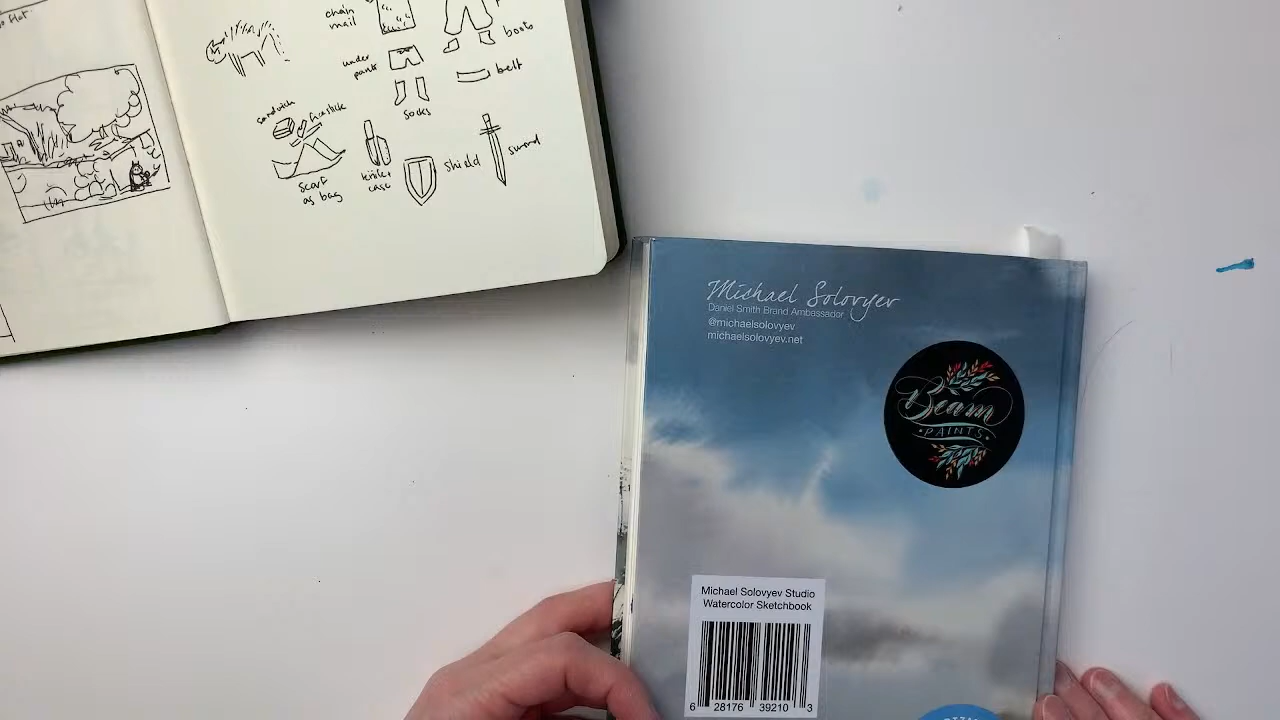 chain
mail
boots
under
pants
belt
socks
sandwich
firestick
scarf
as bag
knife +
case
shield
sword
Michael Solovyev
Daniel Smith Brand Ambassador
@michaelsolovyev
michaelsolovyev.net
Beam
·PAINTS·
Michael Solovyev Studio
Watercolor Sketchbook
6 28176 39210 3